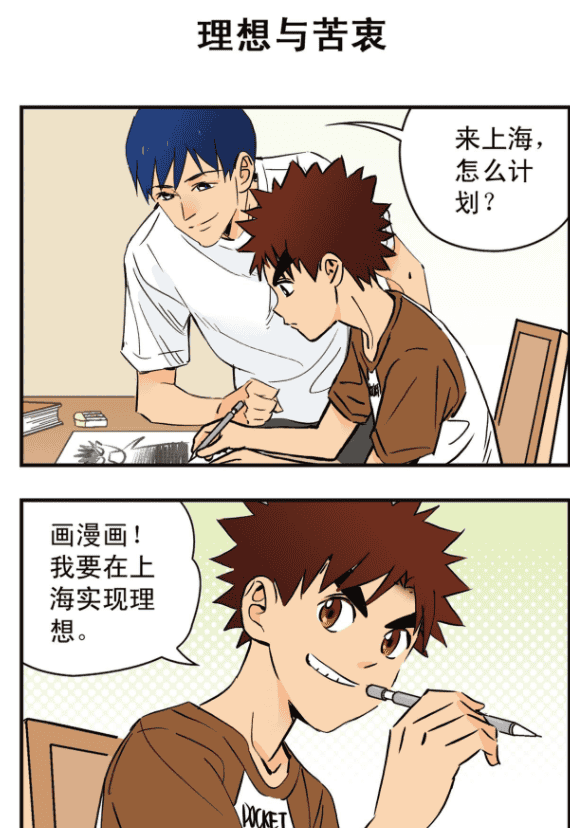 理想与苦衷
来上海，
怎么计
划？
画漫画！
我要在上
海实现理
想。
POCKET